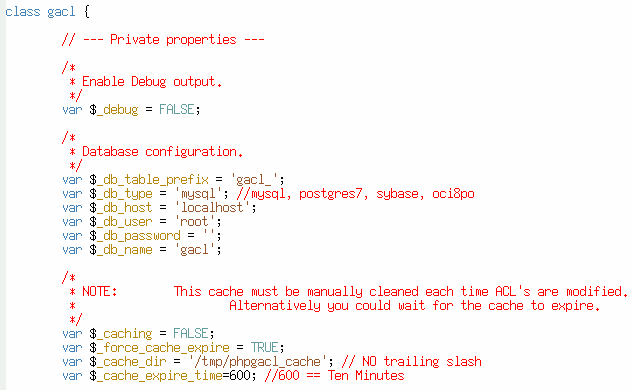 class gacl {
// --- Private properties ---
/*
* Enable Debug output.
*/
var $_debug = FALSE;
/*
* Database configuration.
*/
var $_db_table_prefix = 'gacl_';
var $_db_type = 'mysql'; //mysql, postgres7, sybase, oci8po
var $_db_host = 'localhost';
var $_db_user = 'root';
var $_db_password = '';
var $_db_name = 'gacl';
/*
* NOTE: This cache must be manually cleaned each time ACL's are modified.
* Alternatively you could wait for the cache to expire.
*/
var $_caching = FALSE;
var $_force_cache_expire = TRUE;
var $_cache_dir = '/tmp/phpgacl_cache'; // NO trailing slash
var $_cache_expire_time=600; //600 == Ten Minutes